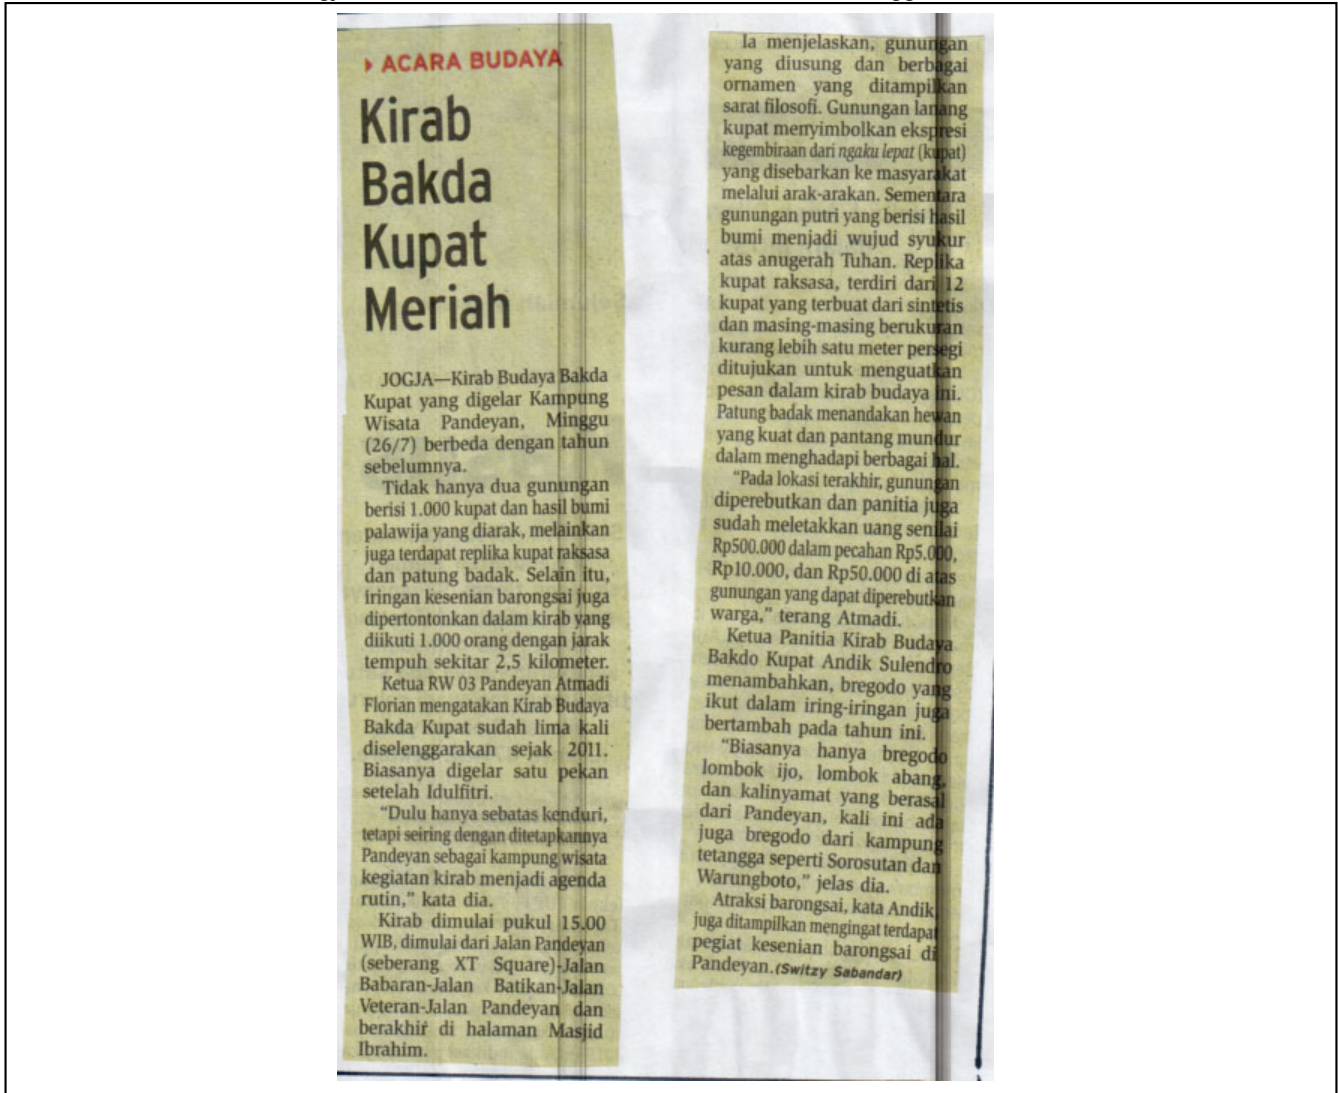 ACARA BUDAYA
Kirab
Bakda
Kupat
Meriah
JOGJA—Kirab Budaya Bakda
Kupat yang digelar Kampung
Wisata Pandeyan, Minggu
(26/7) berbeda dengan tahun
sebelumnya.
Tidak hanya dua gunungan
berisi 1.000 kupat dan hasil bumi
palawija yang diarak, melainkan
juga terdapat replika kupat raksasa
dan patung badak. Selain itu,
iringan kesenian barongsai juga
dipertontonkan dalam kirab yang
diikuti 1.000 orang dengan jarak
tempuh sekitar 2,5 kilometer.
Ketua RW 03 Pandeyan Atmadi
Florian mengatakan Kirab Budaya
Bakda Kupat sudah lima kali
diselenggarakan sejak 2011.
Biasanya digelar satu pekan
setelah Idulfitri.
“Dulu hanya sebatas kenduri,
tetapi seiring dengan ditetapkannya
Pandeyan sebagai kampung wisata
kegiatan kirab menjadi agenda
rutin,” kata dia.
Kirab dimulai pukul 15.00
WIB, dimulai dari Jalan Pandeyan
(seberang XT Square)-Jalan
Babaran-Jalan Batikan-Jalan
Veteran-Jalan Pandeyan dan
berakhir di halaman Masjid
Ibrahim.
Ia menjelaskan, gunungan
yang diusung dan berbagai
ornamen yang ditampilkan
sarat filosofi. Gunungan lanang
kupat menyimbolkan ekspresi
kegembiraan dari ngaku lepat (kupat)
yang disebarkan ke masyarakat
melalui arak-arakan. Sementara
gunungan putri yang berisi hasil
bumi menjadi wujud syukur
atas anugerah Tuhan. Replika
kupat raksasa, terdiri dari 12
kupat yang terbuat dari sintetis
dan masing-masing berukuran
kurang lebih satu meter persegi
ditujukan untuk menguatkan
pesan dalam kirab budaya ini.
Patung badak menandakan hewan
yang kuat dan pantang mundur
dalam menghadapi berbagai hal.
“Pada lokasi terakhir, gunungan
diperebutkan dan panitia juga
sudah meletakkan uang senilai
Rp500.000 dalam pecahan Rp5.000,
Rp10.000, dan Rp50.000 di atas
gunungan yang dapat diperebutkan
warga,” terang Atmadi.
Ketua Panitia Kirab Budaya
Bakdo Kupat Andik Sulendro
menambahkan, bregodo yang
ikut dalam iring-iringan juga
bertambah pada tahun ini.
“Biasanya hanya bregodo
lombok ijo, lombok abang,
dan kalinyamat yang berasal
dari Pandeyan, kali ini ada
juga bregodo dari kampung
tetangga seperti Sorosutan dan
Warungboto,” jelas dia.
Atraksi barongsai, kata Andik,
juga ditampilkan mengingat terdapat
pegiat kesenian barongsai di
Pandeyan. (Switzy Sabandar)